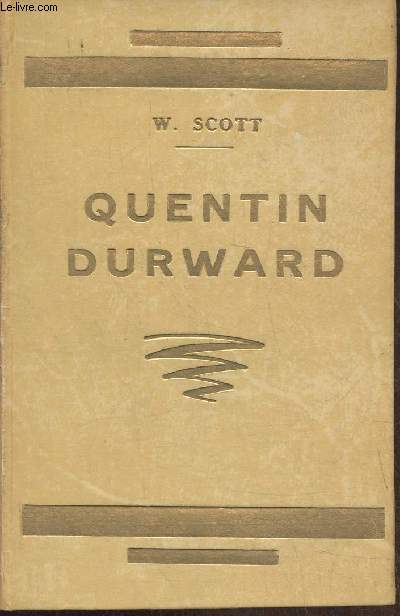 Le-livre.com
W. SCOTT
QUENTIN
DURWARD